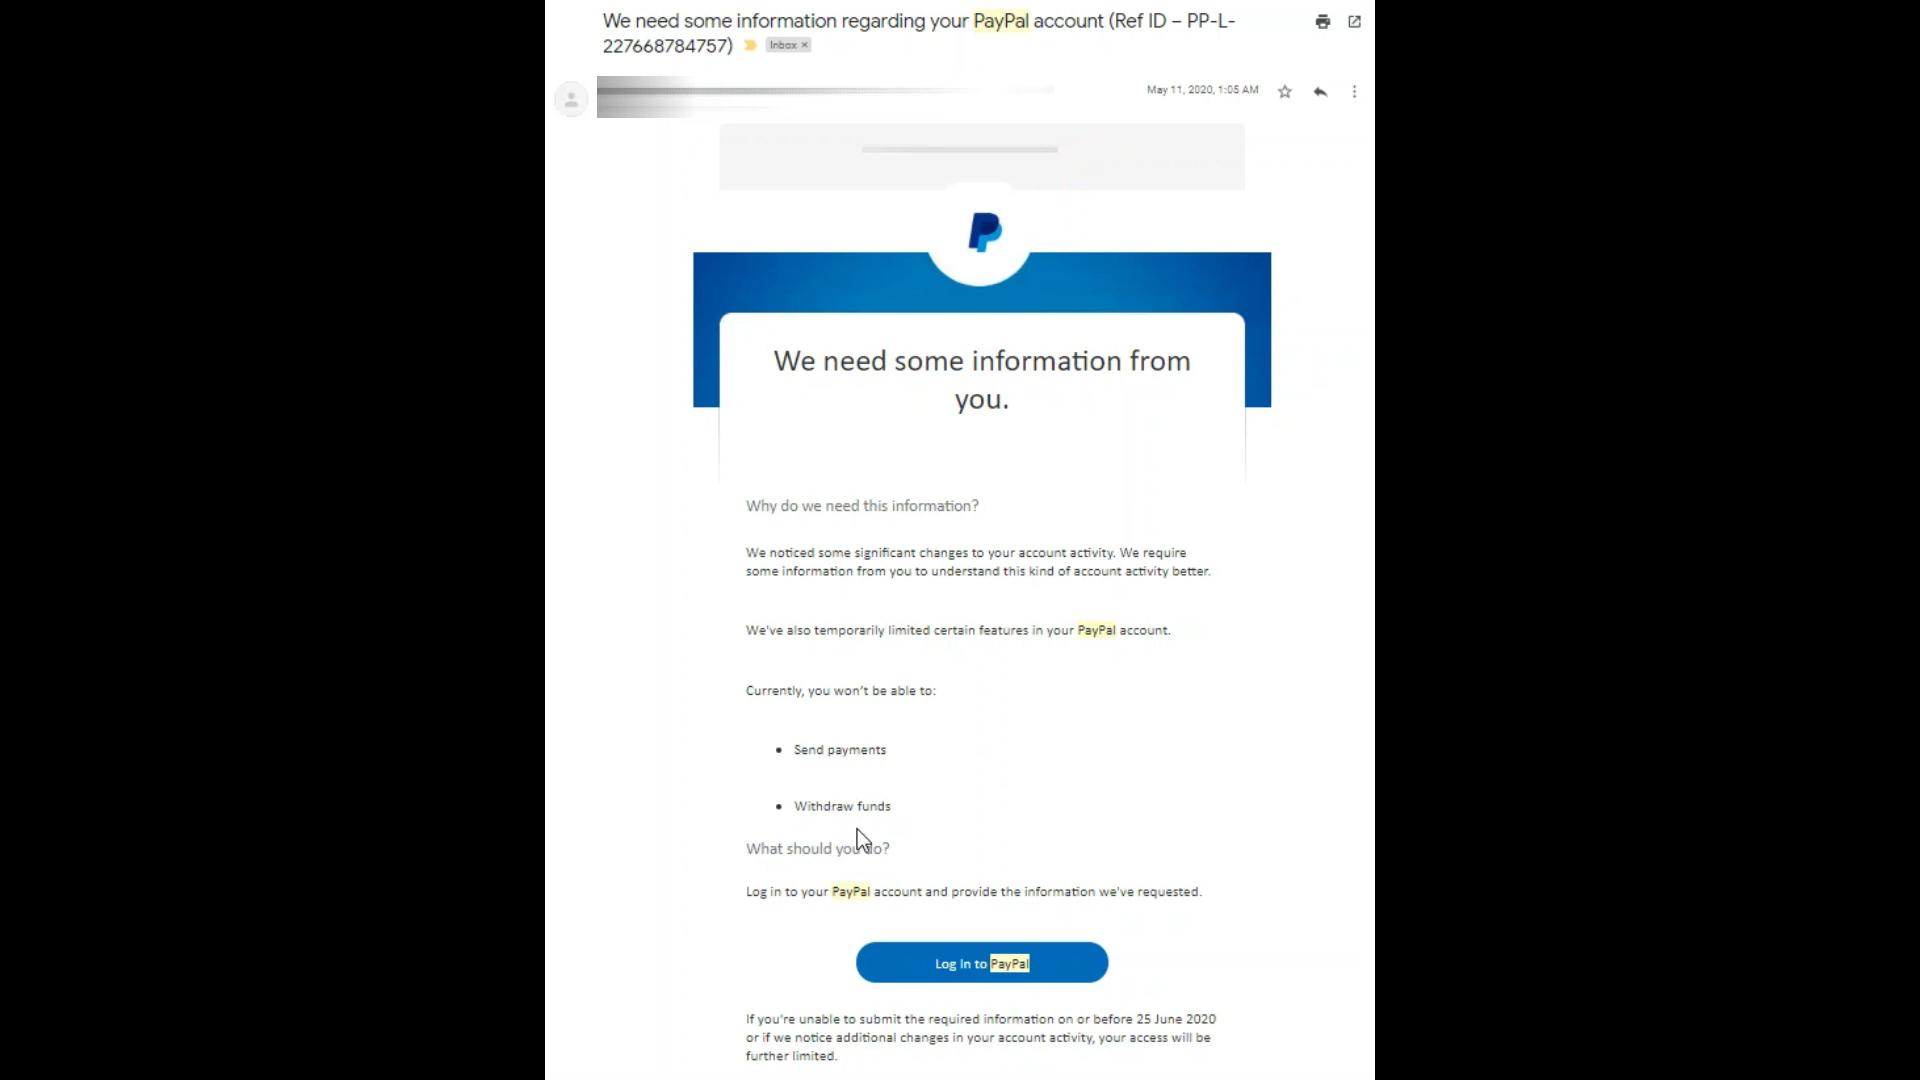 We need some information regarding your PayPal account (Ref ID – PP-L-
227668784757)
Inbox ×
May 11, 2020, 1:05 AM
We need some information from
you.
Why do we need this information?
We noticed some significant changes to your account activity. We require
some information from you to understand this kind of account activity better.
We've also temporarily limited certain features in your PayPal account.
Currently, you won't be able to:
• Send payments
• Withdraw funds
What should you do?
Log in to your PayPal account and provide the information we've requested.
Log In to PayPal
If you're unable to submit the required information on or before 25 June 2020
or if we notice additional changes in your account activity, your access will be
further limited.